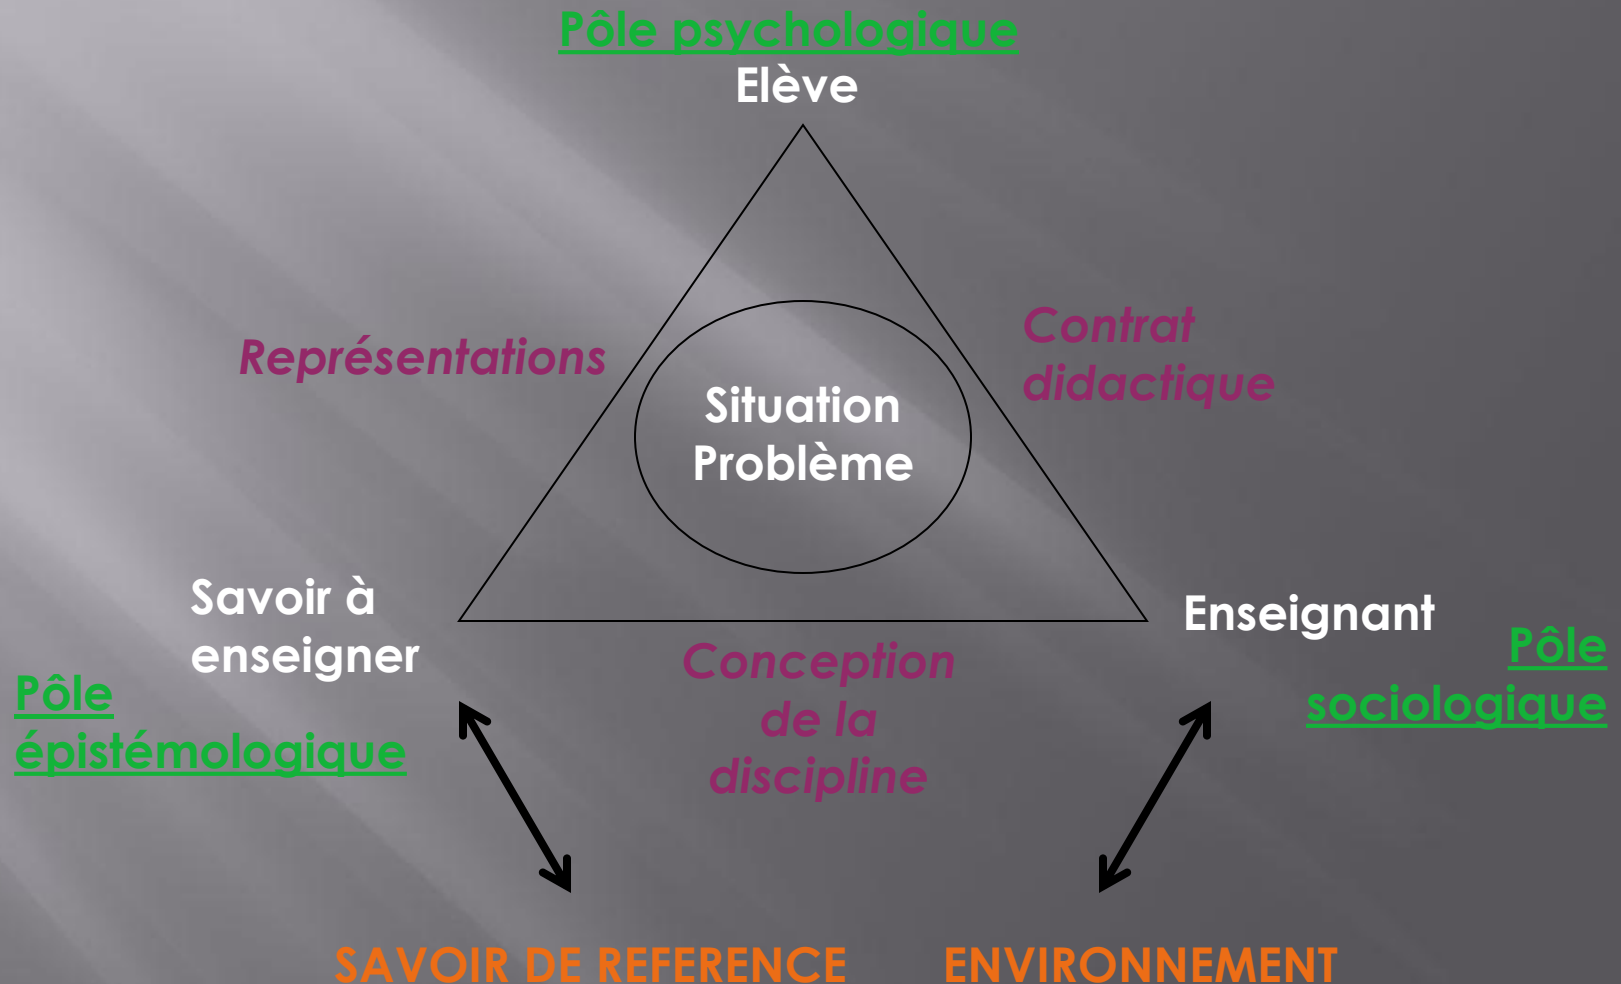 Pôle psychologique
Elève
Représentations
Contrat
didactique
Situation
Problème
Savoir à
enseigner
Enseignant
Pôle
épistémologique
Conception
de la
discipline
Pôle
sociologique
SAVOIR DE REFERENCE
ENVIRONNEMENT